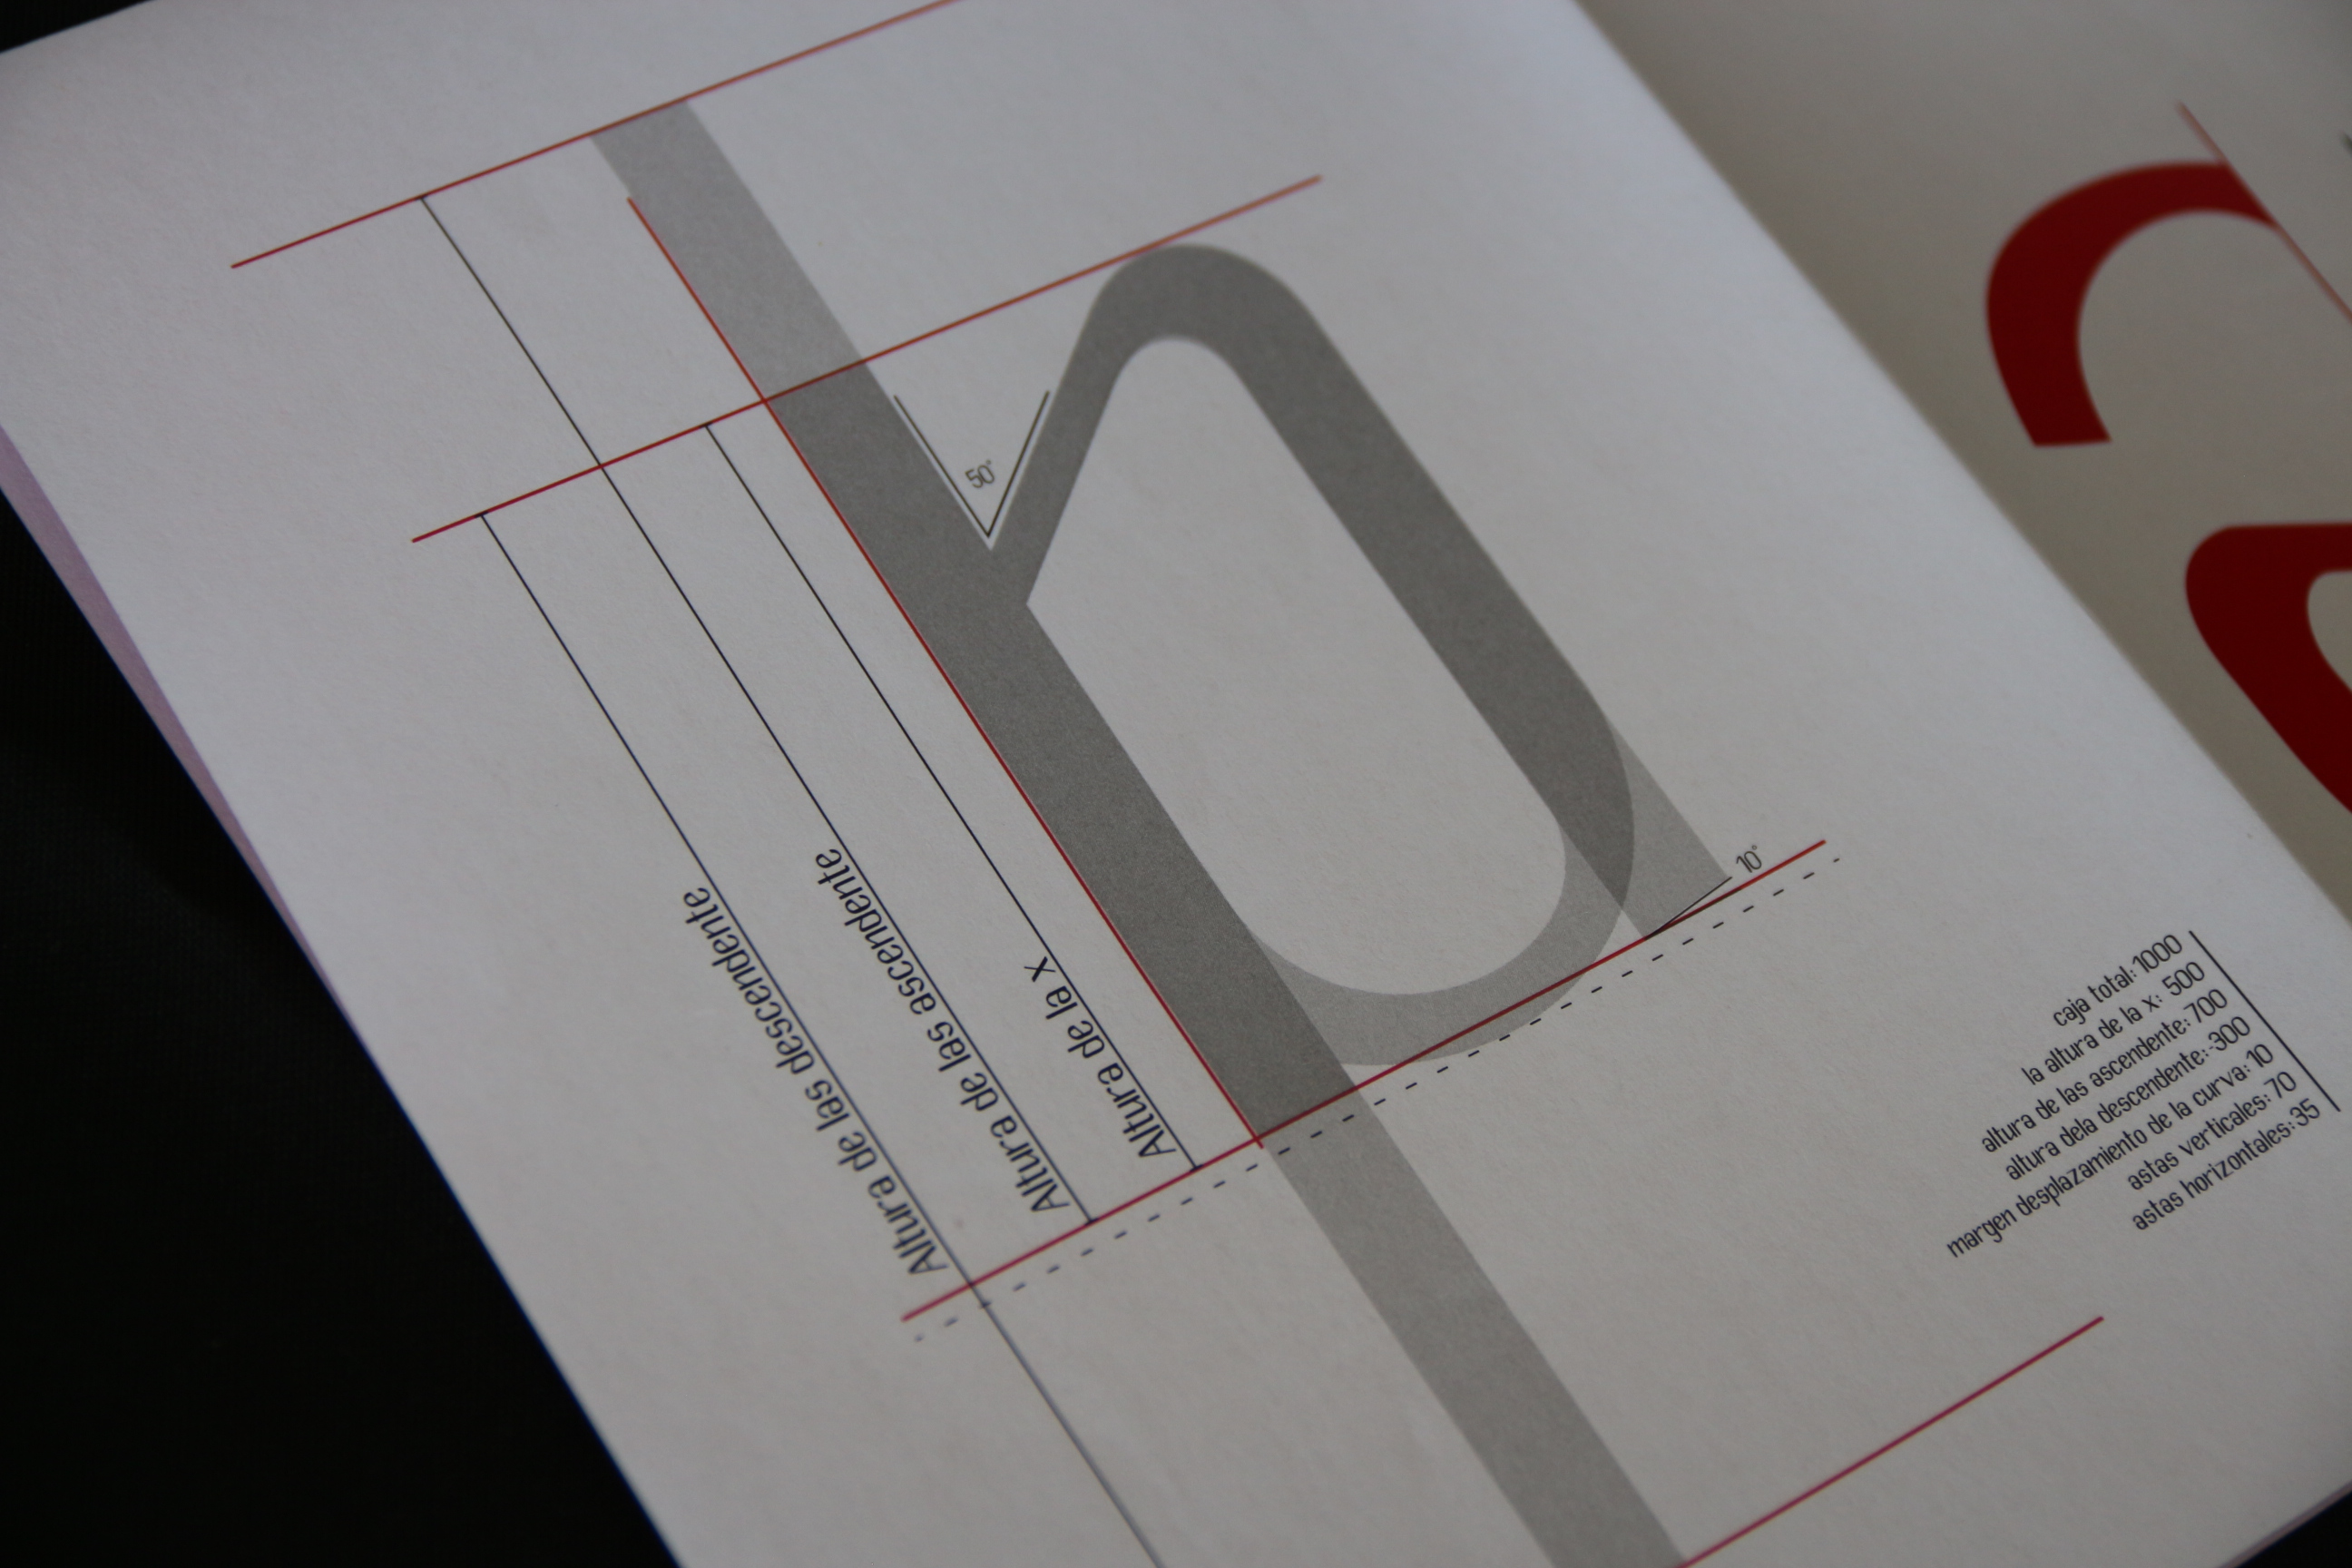 50°
10°
Altura de las descendente
Altura de las ascendente
Altura de la x
caja total: 1000
la altura de la x: 500
altura de las ascendente: 700
altura dela descendente: -300
margen desplazamiento de la curva: 10
astas verticales: 70
astas horizontales: 35